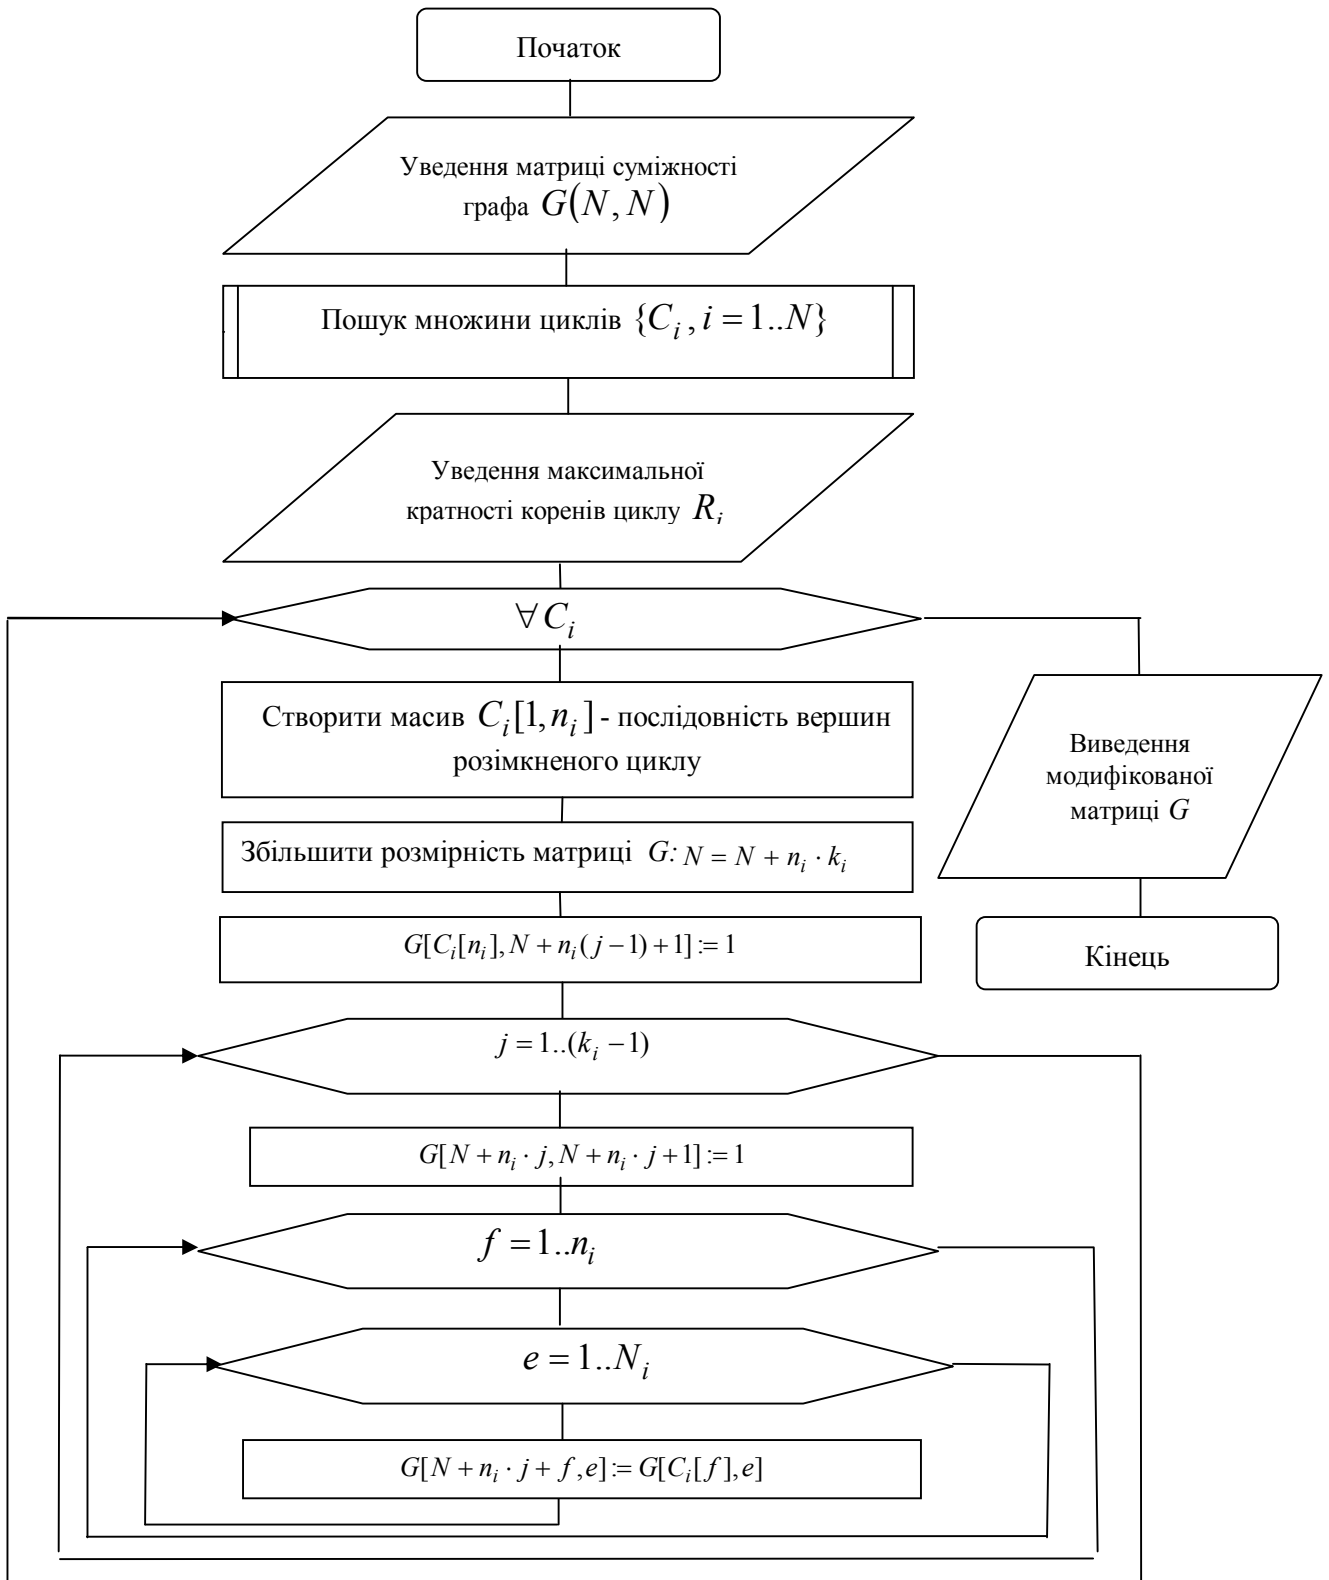 Початок
Уведення матриці суміжності
графа G(N, N)
Пошук множини циклів {C_i, i = 1..N}
Уведення максимальної
кратності коренів циклу R_i
∀ C_i
Створити масив C_i[1, n_i] - послідовність вершин
розімкненого циклу
Виведення
модифікованої
матриці G
Збільшити розмірність матриці G: N = N + n_i · k_i
G[C_i[n_i], N + n_i(j − 1) + 1] := 1
Кінець
j = 1..(k_i − 1)
G[N + n_i · j, N + n_i · j + 1] := 1
f = 1..n_i
e = 1..N_i
G[N + n_i · j + f, e] := G[C_i[f], e]